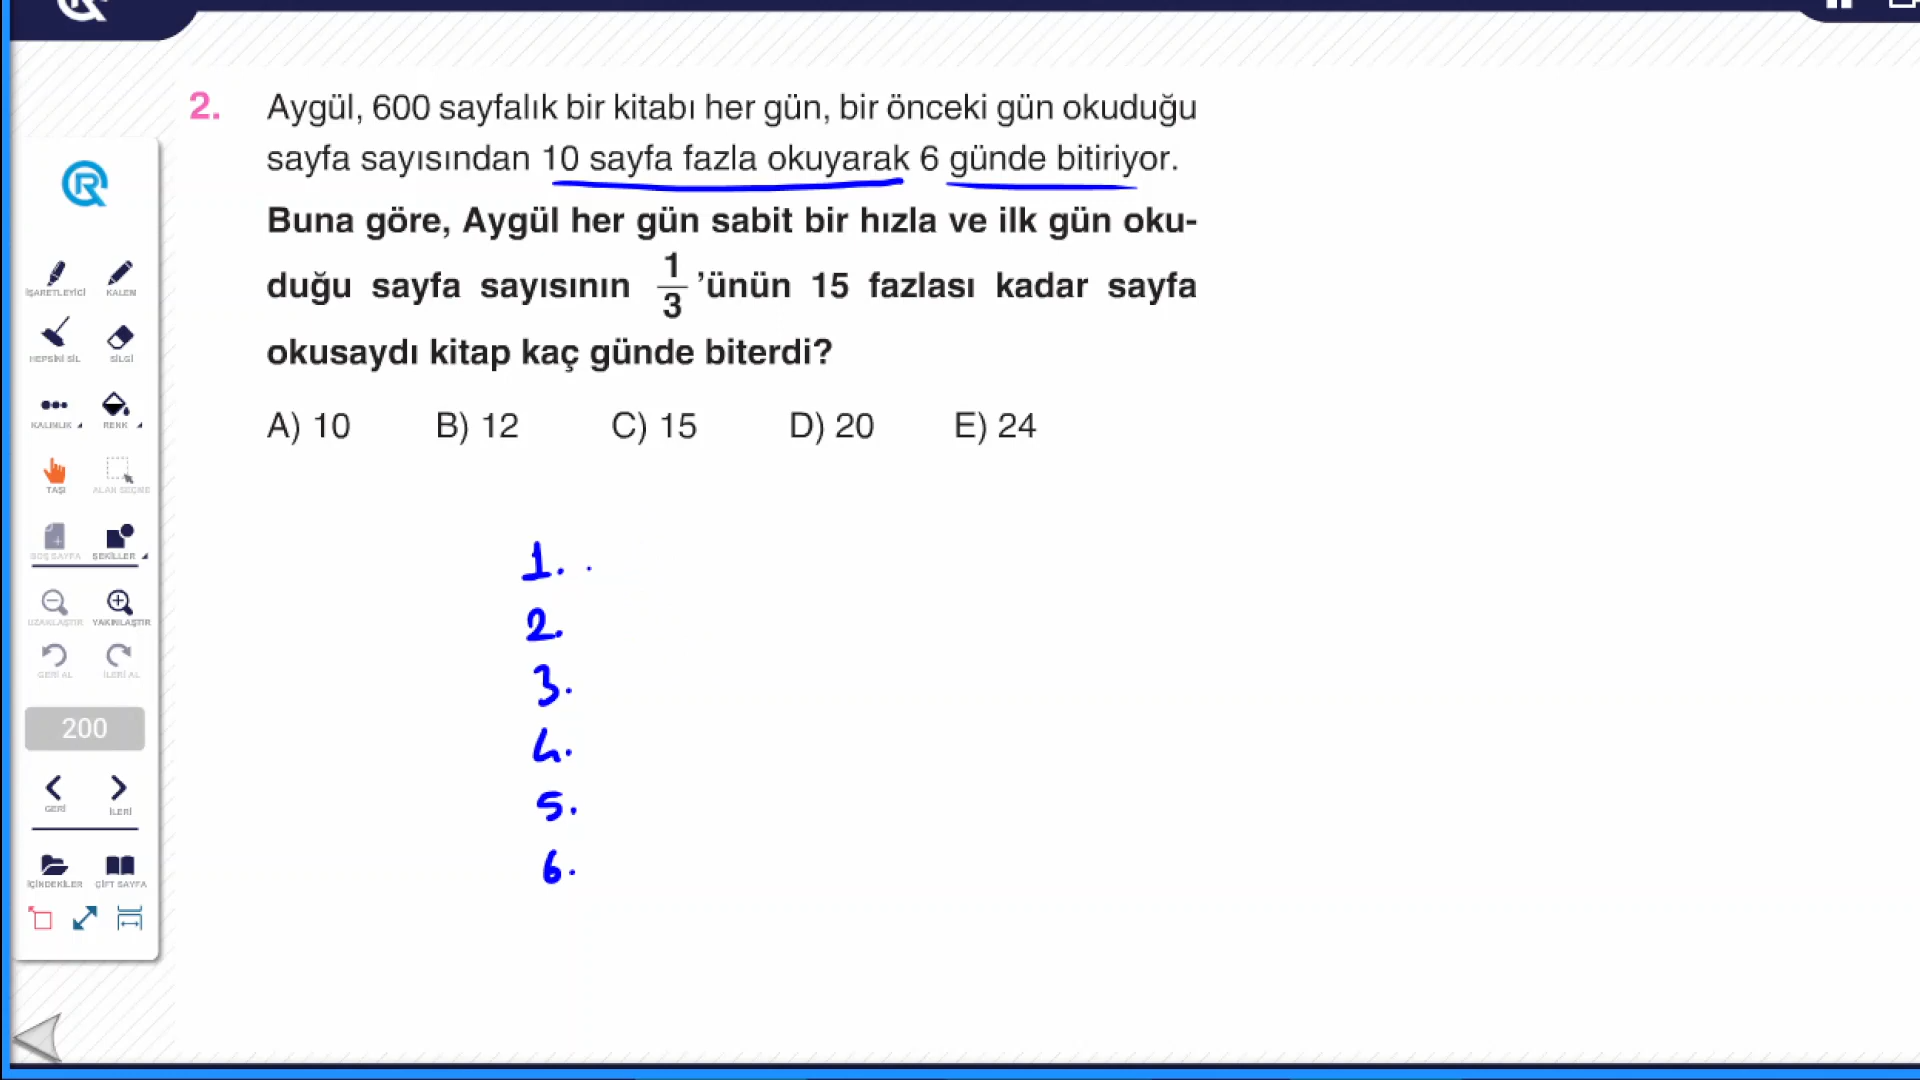 2. Aygül, 600 sayfalık bir kitabı her gün, bir önceki gün okuduğu
sayfa sayısından 10 sayfa fazla okuyarak 6 günde bitiriyor.
Buna göre, Aygül her gün sabit bir hızla ve ilk gün oku-
duğu sayfa sayısının 1/3 'ünün 15 fazlası kadar sayfa
okusaydı kitap kaç günde biterdi?
A) 10 B) 12 C) 15 D) 20 E) 24
1. .
2.
3.
4.
5.
6.
İŞARETLEYİCİ KALEM
HEPSİNİ SİL SİLGİ
KALINLIK RENK
TAŞI ALAN SEÇME
BOŞ SAYFA ŞEKİLLER
UZAKLAŞTIR YAKINLAŞTIR
GERİ AL İLERİ AL
200
GERİ İLERİ
İÇİNDEKİLER ÇİFT SAYFA